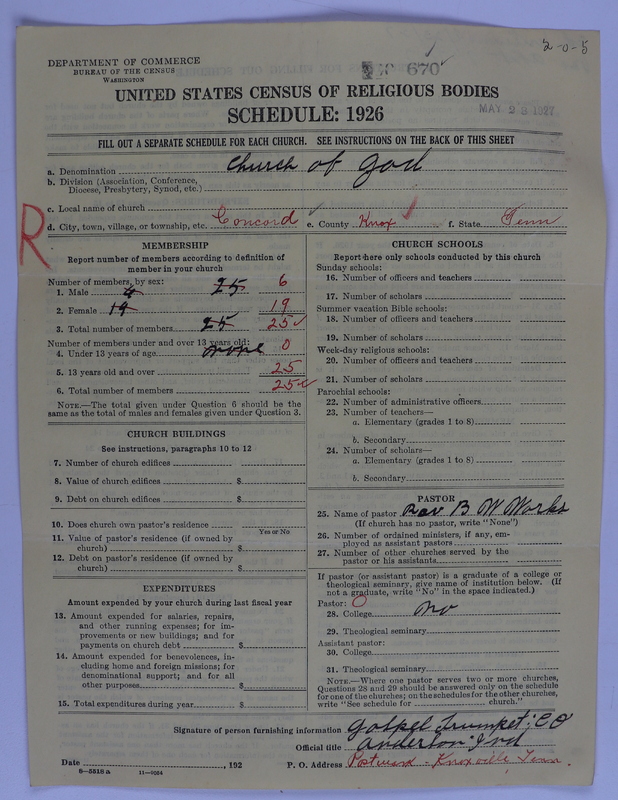 2-0-5
670
DEPARTMENT OF COMMERCE
BUREAU OF THE CENSUS
WASHINGTON
UNITED STATES CENSUS OF RELIGIOUS BODIES
SCHEDULE: 1926
MAY 28 1927
FILL OUT A SEPARATE SCHEDULE FOR EACH CHURCH. SEE INSTRUCTIONS ON THE BACK OF THIS SHEET
a. Denomination Church of God
b. Division (Association, Conference,
Diocese, Presbytery, Synod, etc.)
c. Local name of church
d. City, town, village, or township, etc. Concord e. County Knox f. State Tenn
R
MEMBERSHIP
Report number of members according to definition of
member in your church
Number of members, by sex:
1. Male 4 25 6
2. Female 19 19
3. Total number of members 25 25
Number of members under and over 13 years old:
4. Under 13 years of age none 0
5. 13 years old and over 25
6. Total number of members 25
NOTE.—The total given under Question 6 should be
the same as the total of males and females given under Question 3.
CHURCH BUILDINGS
See instructions, paragraphs 10 to 12
7. Number of church edifices
8. Value of church edifices $
9. Debt on church edifices $
10. Does church own pastor's residence
Yes or No
11. Value of pastor's residence (if owned by
church) $
12. Debt on pastor's residence (if owned by
church) $
EXPENDITURES
Amount expended by your church during last fiscal year
13. Amount expended for salaries, repairs,
and other running expenses; for im-
provements or new buildings; and for
payments on church debt $
14. Amount expended for benevolences, in-
cluding home and foreign missions; for
denominational support; and for all
other purposes $
15. Total expenditures during year $
CHURCH SCHOOLS
Report here only schools conducted by this church
Sunday schools:
16. Number of officers and teachers
17. Number of scholars
Summer vacation Bible schools:
18. Number of officers and teachers
19. Number of scholars
Week-day religious schools:
20. Number of officers and teachers
21. Number of scholars
Parochial schools:
22. Number of administrative officers
23. Number of teachers—
a. Elementary (grades 1 to 8)
b. Secondary
24. Number of scholars—
a. Elementary (grades 1 to 8)
b. Secondary
PASTOR
25. Name of pastor Rev B W Works
(If church has no pastor, write "None")
26. Number of ordained ministers, if any, em-
ployed as assistant pastors
27. Number of other churches served by the
pastor or his assistants
If pastor (or assistant pastor) is a graduate of a college or
theological seminary, give name of institution below. (If
not a graduate, write "No" in the space indicated.)
Pastor: O
28. College No
29. Theological seminary
Assistant pastor:
30. College
31. Theological seminary
NOTE.—Where one pastor serves two or more churches,
Questions 28 and 29 should be answered only on the schedule
for one of the churches; on the schedules for the other churches,
write "See schedule for church."
Signature of person furnishing information Gospel Trumpet Co
Official title Anderson Ind
Date , 192 P. O. Address Postmark - Knoxville, Tenn.
8—5518 a 11—9054